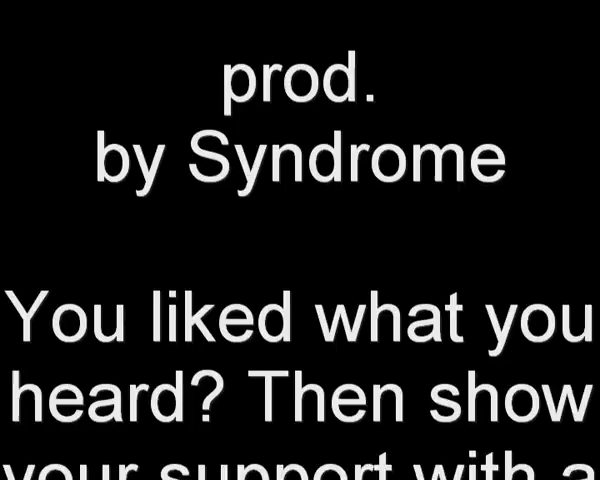 prod.
by Syndrome
You liked what you
heard? Then show
your support with a